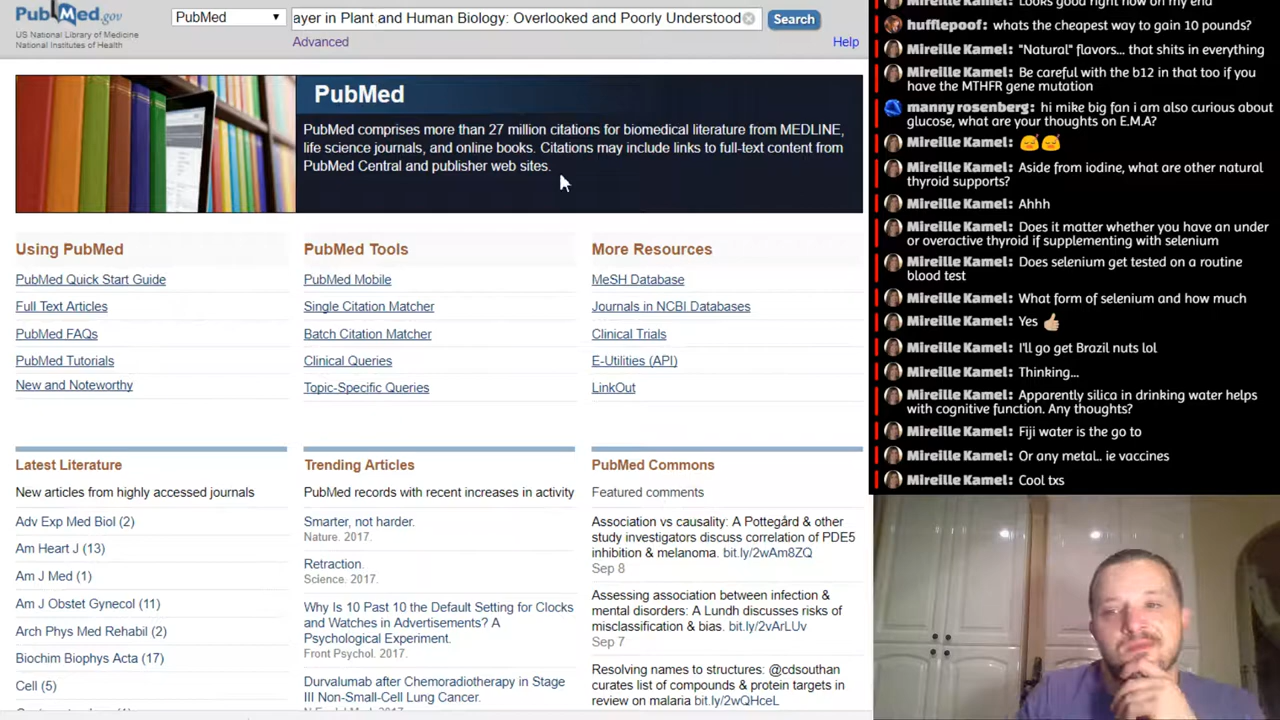 PubMed.gov
US National Library of Medicine
National Institutes of Health
PubMed
ayer in Plant and Human Biology: Overlooked and Poorly Understood
Search
Advanced
Help
PubMed
PubMed comprises more than 27 million citations for biomedical literature from MEDLINE,
life science journals, and online books. Citations may include links to full-text content from
PubMed Central and publisher web sites.
Using PubMed
PubMed Quick Start Guide
Full Text Articles
PubMed FAQs
PubMed Tutorials
New and Noteworthy
PubMed Tools
PubMed Mobile
Single Citation Matcher
Batch Citation Matcher
Clinical Queries
Topic-Specific Queries
More Resources
MeSH Database
Journals in NCBI Databases
Clinical Trials
E-Utilities (API)
LinkOut
Latest Literature
New articles from highly accessed journals
Adv Exp Med Biol (2)
Am Heart J (13)
Am J Med (1)
Am J Obstet Gynecol (11)
Arch Phys Med Rehabil (2)
Biochim Biophys Acta (17)
Cell (5)
Trending Articles
PubMed records with recent increases in activity
Smarter, not harder.
Nature. 2017.
Retraction.
Science. 2017.
Why Is 10 Past 10 the Default Setting for Clocks
and Watches in Advertisements? A
Psychological Experiment.
Front Psychol. 2017.
Durvalumab after Chemoradiotherapy in Stage
III Non-Small-Cell Lung Cancer.
PubMed Commons
Featured comments
Association vs causality: A Pottegård & other
study investigators discuss correlation of PDE5
inhibition & melanoma. bit.ly/2wAm8ZQ
Sep 8
Assessing association between infection &
mental disorders: A Lundh discusses risks of
misclassification & bias. bit.ly/2vArLUv
Sep 7
Resolving names to structures: @cdsouthan
curates list of compounds & protein targets in
review on malaria bit.ly/2wQHceL
Mireille Kamel: Looks good right now on my end
hufflepoof: whats the cheapest way to gain 10 pounds?
Mireille Kamel: "Natural" flavors... that shits in everything
Mireille Kamel: Be careful with the b12 in that too if you
have the MTHFR gene mutation
manny rosenberg: hi mike big fan i am also curious about
glucose, what are your thoughts on E.M.A?
Mireille Kamel: 😴😴
Mireille Kamel: Aside from iodine, what are other natural
thyroid supports?
Mireille Kamel: Ahhh
Mireille Kamel: Does it matter whether you have an under
or overactive thyroid if supplementing with selenium
Mireille Kamel: Does selenium get tested on a routine
blood test
Mireille Kamel: What form of selenium and how much
Mireille Kamel: Yes 👍🏼
Mireille Kamel: I'll go get Brazil nuts lol
Mireille Kamel: Thinking...
Mireille Kamel: Apparently silica in drinking water helps
with cognitive function. Any thoughts?
Mireille Kamel: Fiji water is the go to
Mireille Kamel: Or any metal.. ie vaccines
Mireille Kamel: Cool txs